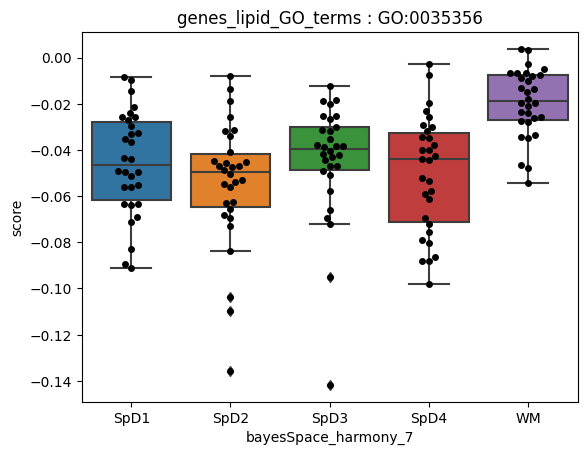 genes_lipid_GO_terms : GO:0035356
0.00
−0.02
−0.04
−0.06
−0.08
−0.10
−0.12
−0.14
score
SpD1 SpD2 SpD3 SpD4 WM
bayesSpace_harmony_7